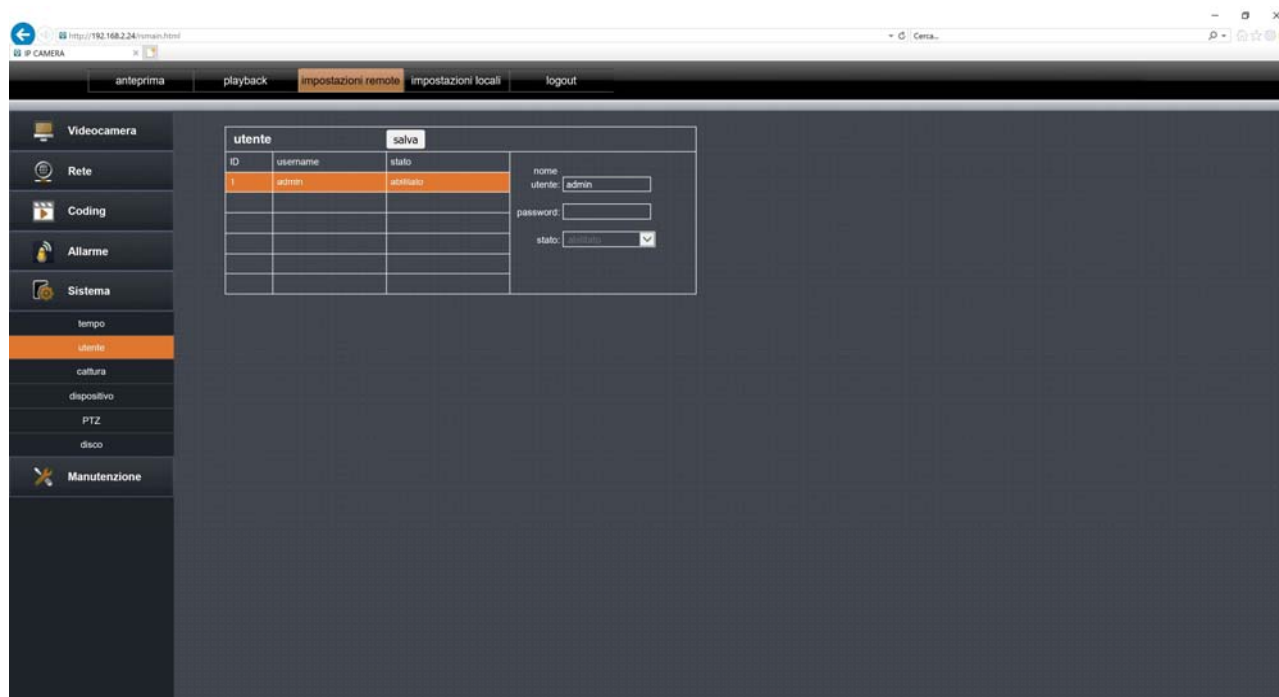 http://192.168.2.24/rsmain.html
Cerca...
IP CAMERA
anteprima playback impostazioni remote impostazioni locali logout
Videocamera
Rete
Coding
Allarme
Sistema
tempo
utente
cattura
dispositivo
PTZ
disco
Manutenzione
utente salva
ID username stato
1 admin abilitato
nome utente: admin
password:
stato: abilitato